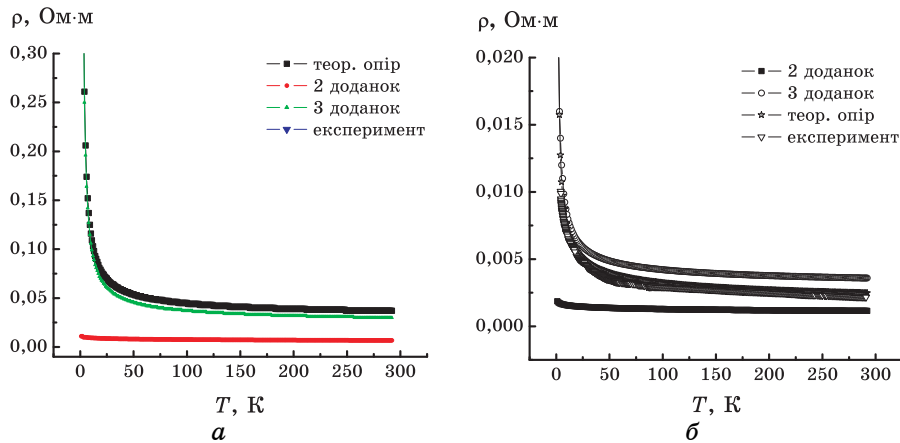 ρ, Ом·м
0,30
0,25
0,20
0,15
0,10
0,05
0,00
0 50 100 150 200 250 300
теор. опір
2 доданок
3 доданок
експеримент
T, К
а
ρ, Ом·м
0,020
0,015
0,010
0,005
0,000
0 50 100 150 200 250 300
2 доданок
3 доданок
теор. опір
експеримент
T, К
б